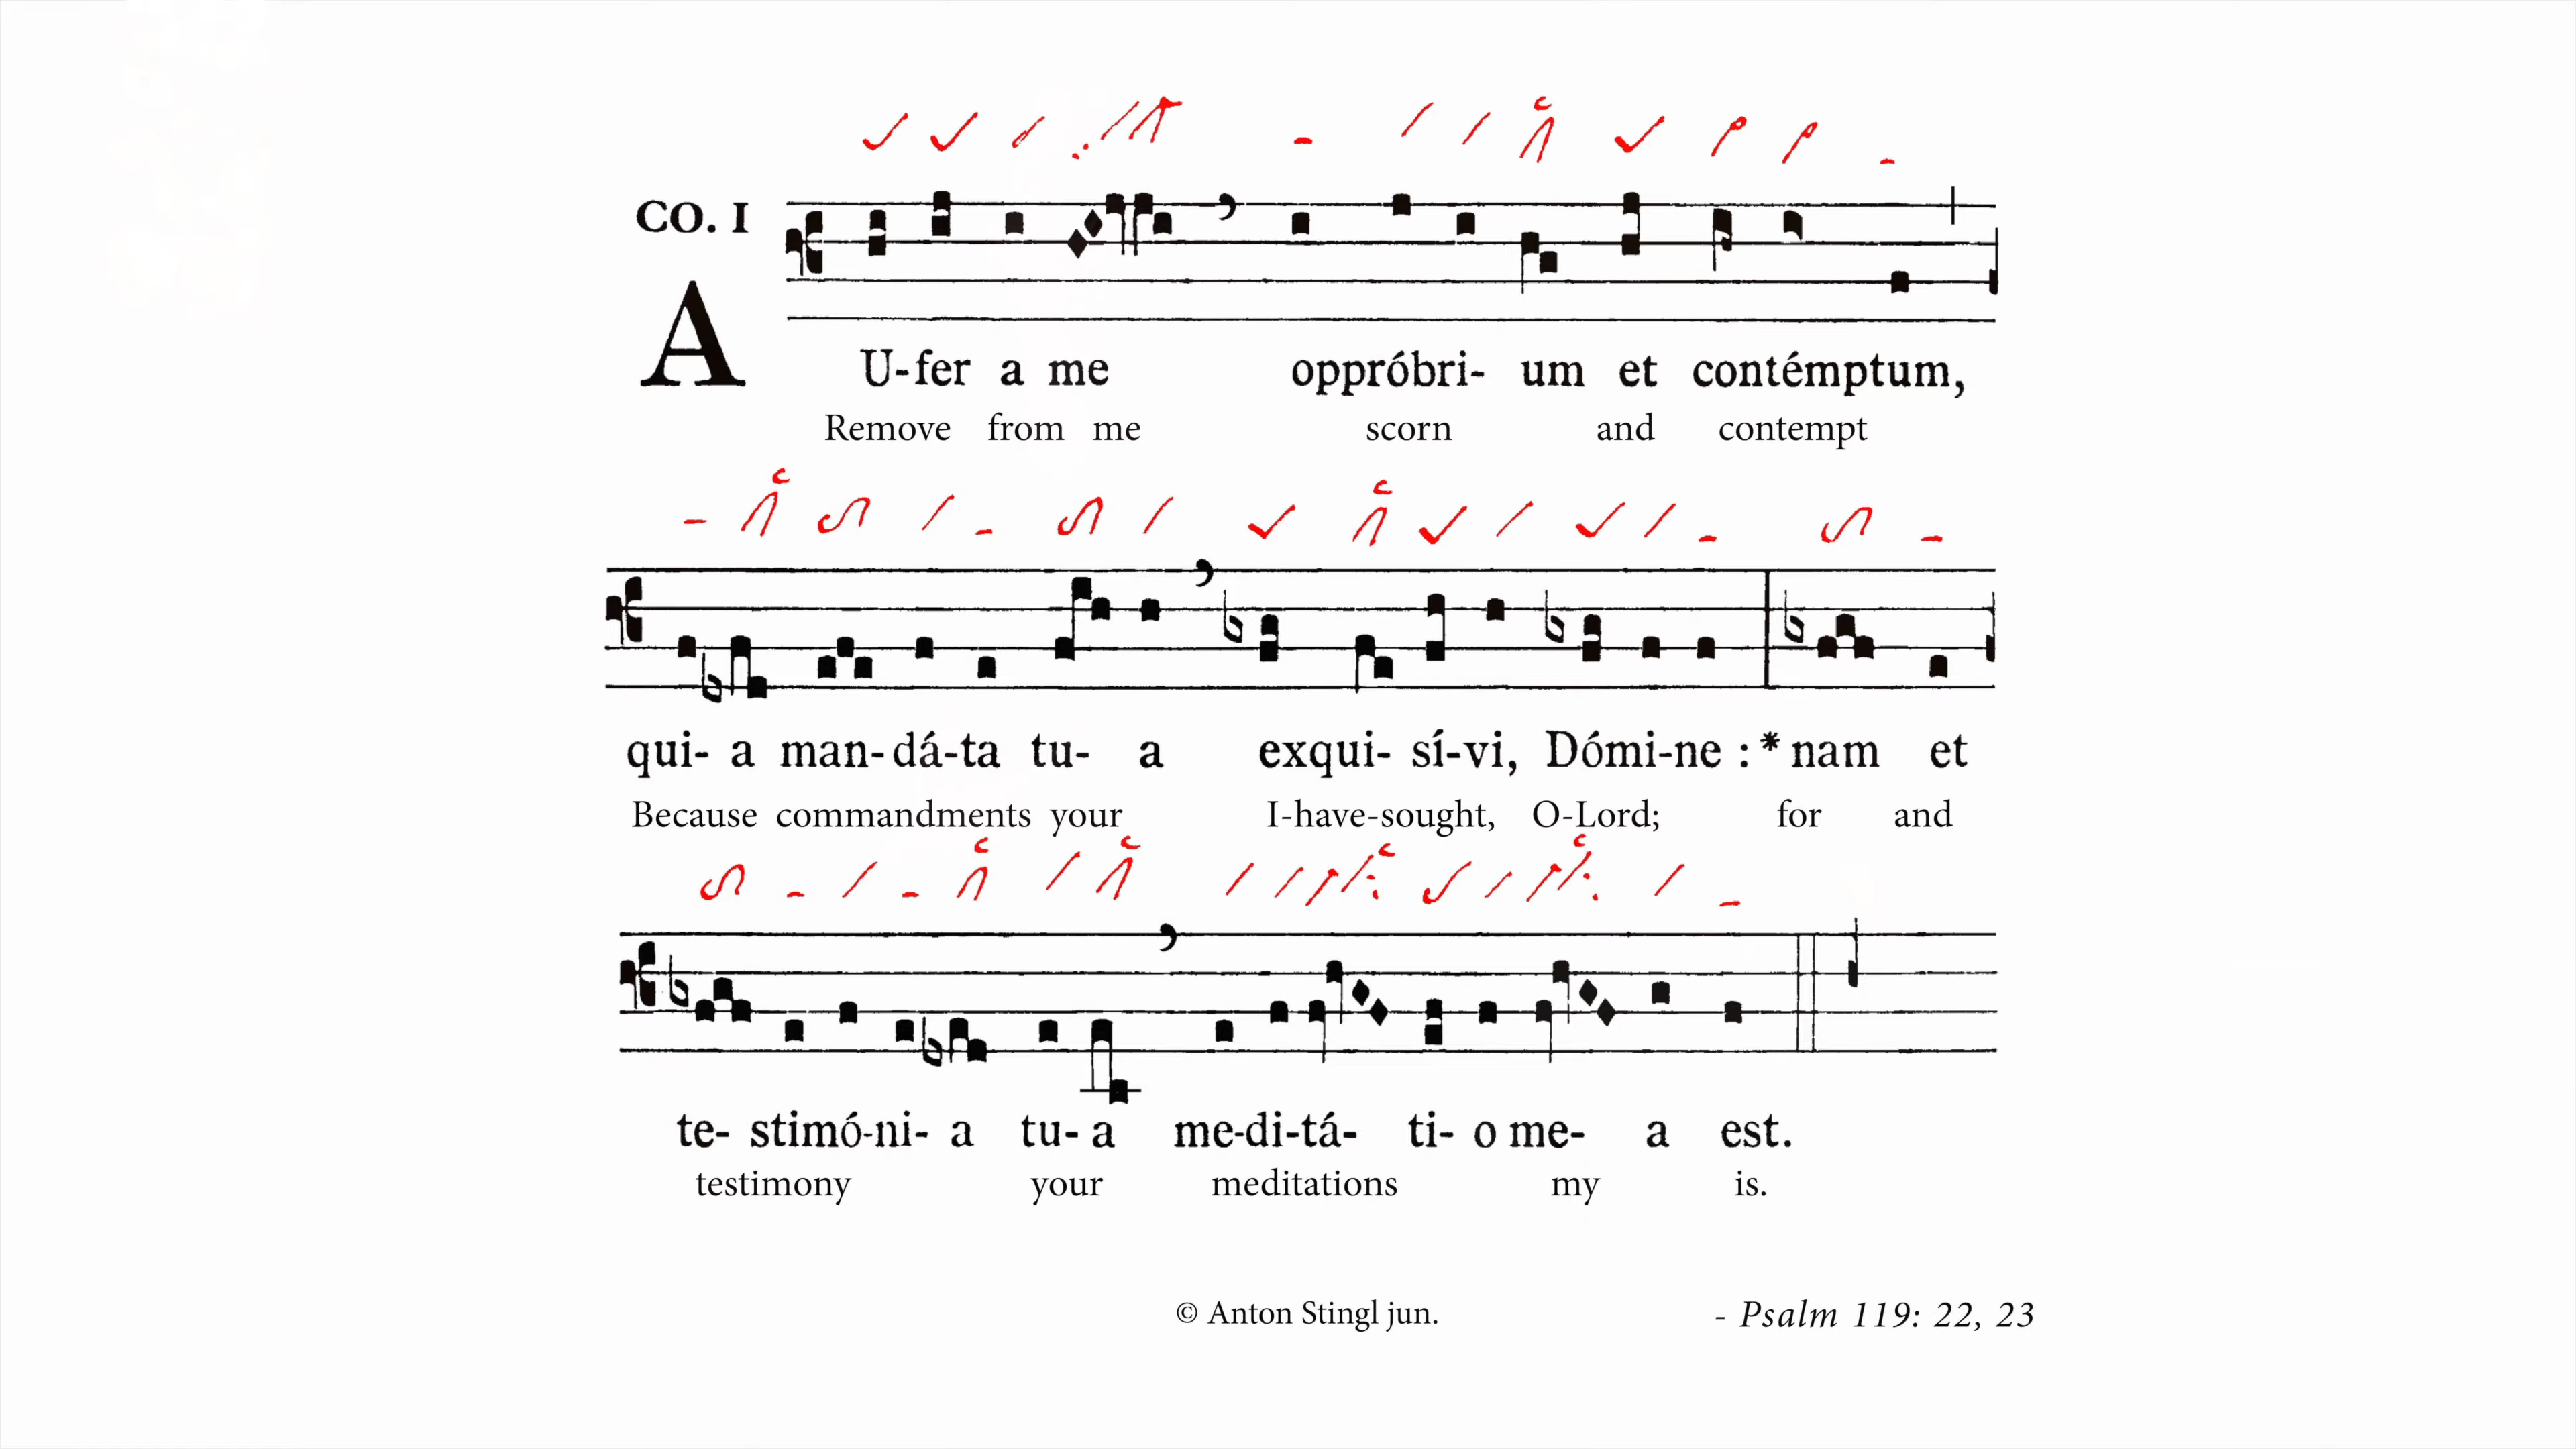 CO. I
AU-fer a me oppróbri- um et contémptum,
Remove from me scorn and contempt
qui- a man-dá-ta tu- a exqui- sí-vi, Dómi-ne :* nam et
Because commandments your I-have-sought, O-Lord; for and
te- stimó-ni- a tu- a me-di-tá- ti- o me- a est.
testimony your meditations my is.
© Anton Stingl jun. - Psalm 119: 22, 23